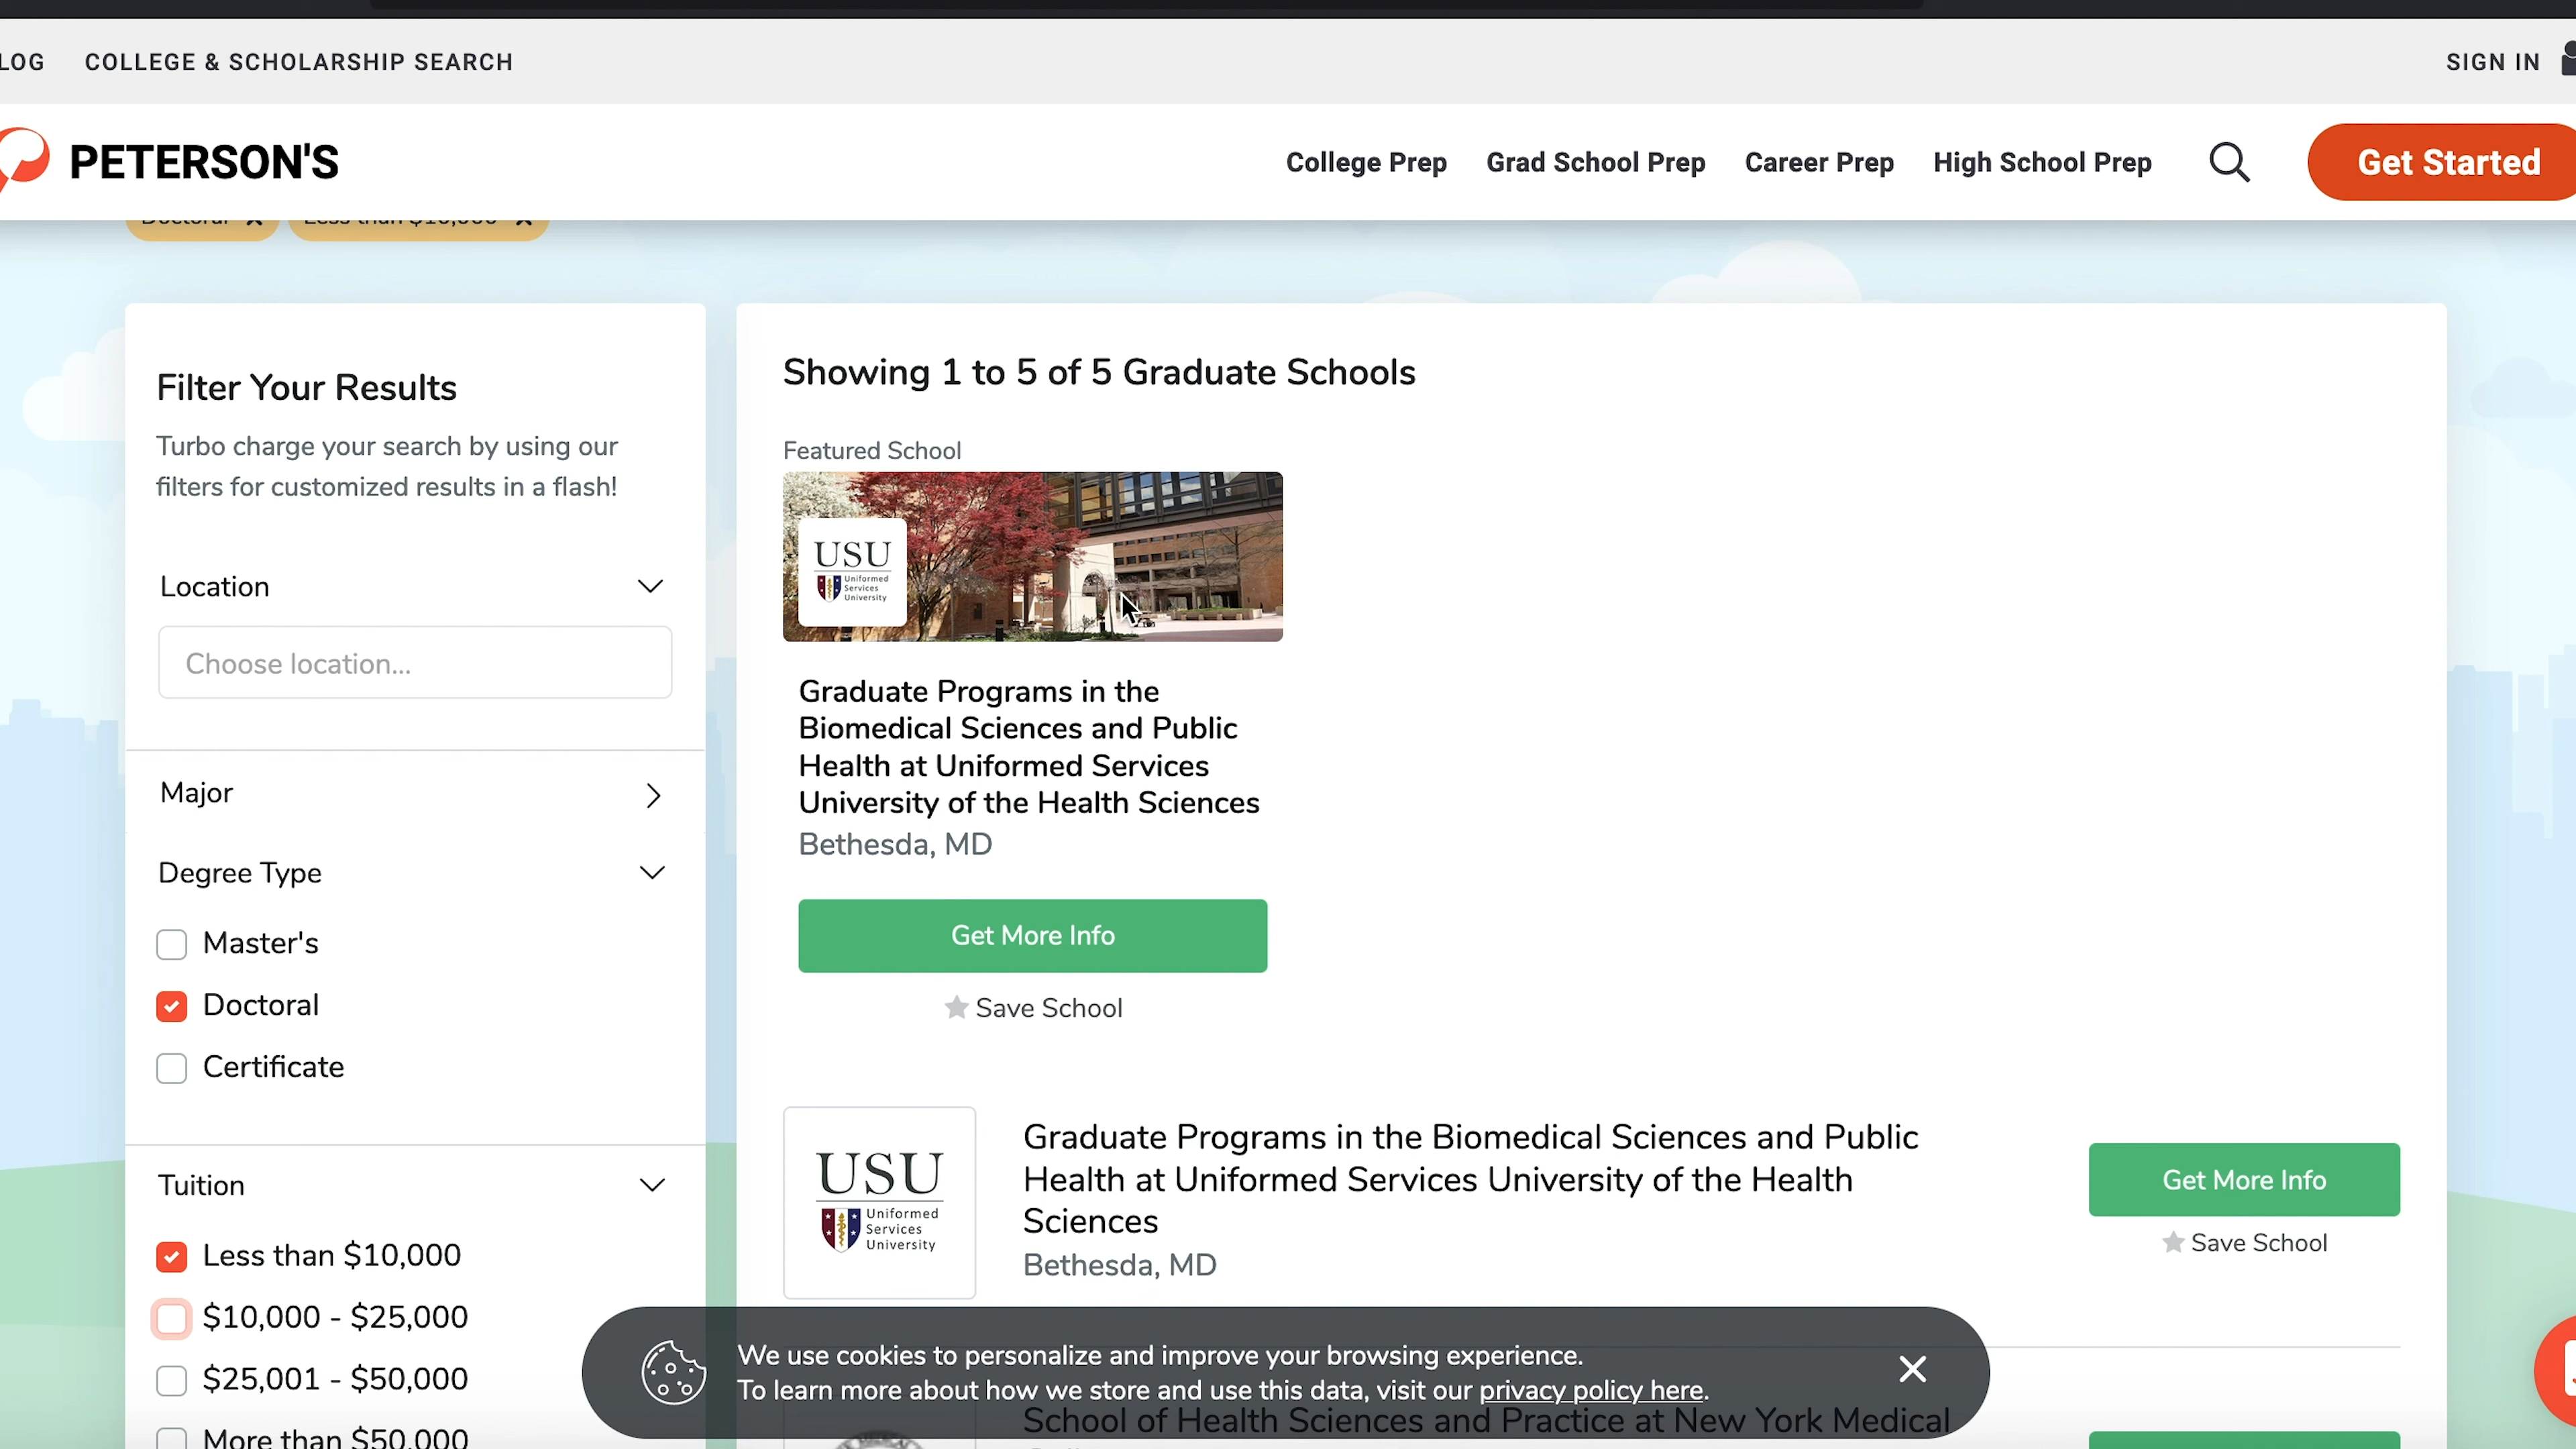 LOG COLLEGE & SCHOLARSHIP SEARCH SIGN IN
PETERSON'S College Prep Grad School Prep Career Prep High School Prep Get Started
Doctoral Less than $10,000
Filter Your Results
Turbo charge your search by using our
filters for customized results in a flash!
Location
Choose location...
Major
Degree Type
Master's
Doctoral
Certificate
Tuition
Less than $10,000
$10,000 - $25,000
$25,001 - $50,000
More than $50,000
Showing 1 to 5 of 5 Graduate Schools
Featured School
USU
Uniformed
Services
University
Graduate Programs in the
Biomedical Sciences and Public
Health at Uniformed Services
University of the Health Sciences
Bethesda, MD
Get More Info
Save School
USU
Uniformed
Services
University
Graduate Programs in the Biomedical Sciences and Public
Health at Uniformed Services University of the Health
Sciences
Bethesda, MD
Get More Info
Save School
We use cookies to personalize and improve your browsing experience.
To learn more about how we store and use this data, visit our privacy policy here.
School of Health Sciences and Practice at New York Medical